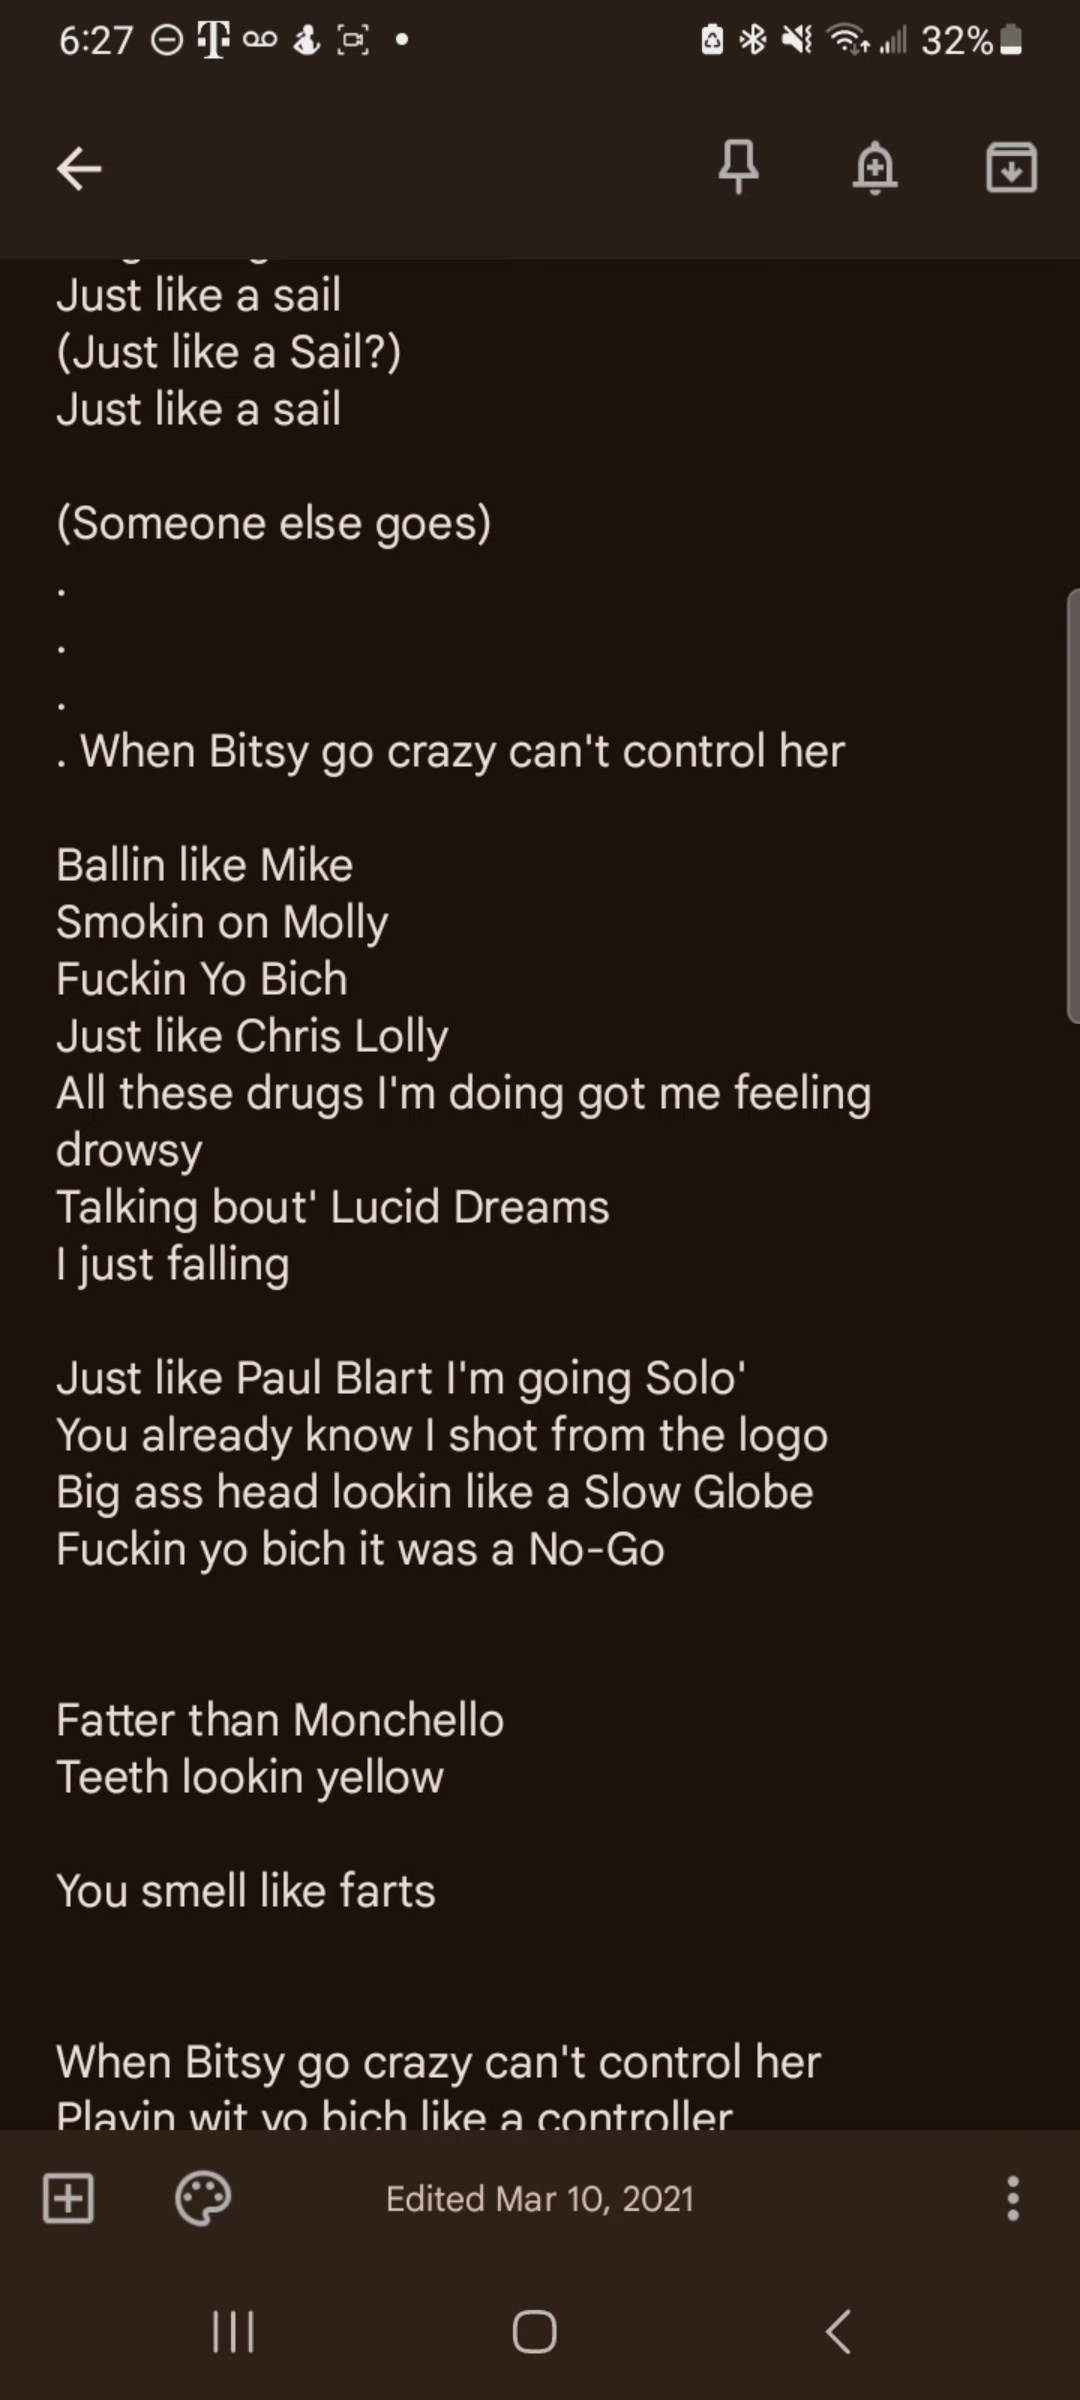 6:27
32%
Just like a sail
(Just like a Sail?)
Just like a sail
(Someone else goes)
.
.
.
. When Bitsy go crazy can't control her
Ballin like Mike
Smokin on Molly
Fuckin Yo Bich
Just like Chris Lolly
All these drugs I'm doing got me feeling
drowsy
Talking bout' Lucid Dreams
I just falling
Just like Paul Blart I'm going Solo'
You already know I shot from the logo
Big ass head lookin like a Slow Globe
Fuckin yo bich it was a No-Go
Fatter than Monchello
Teeth lookin yellow
You smell like farts
When Bitsy go crazy can't control her
Playin wit yo bich like a controller
Edited Mar 10, 2021